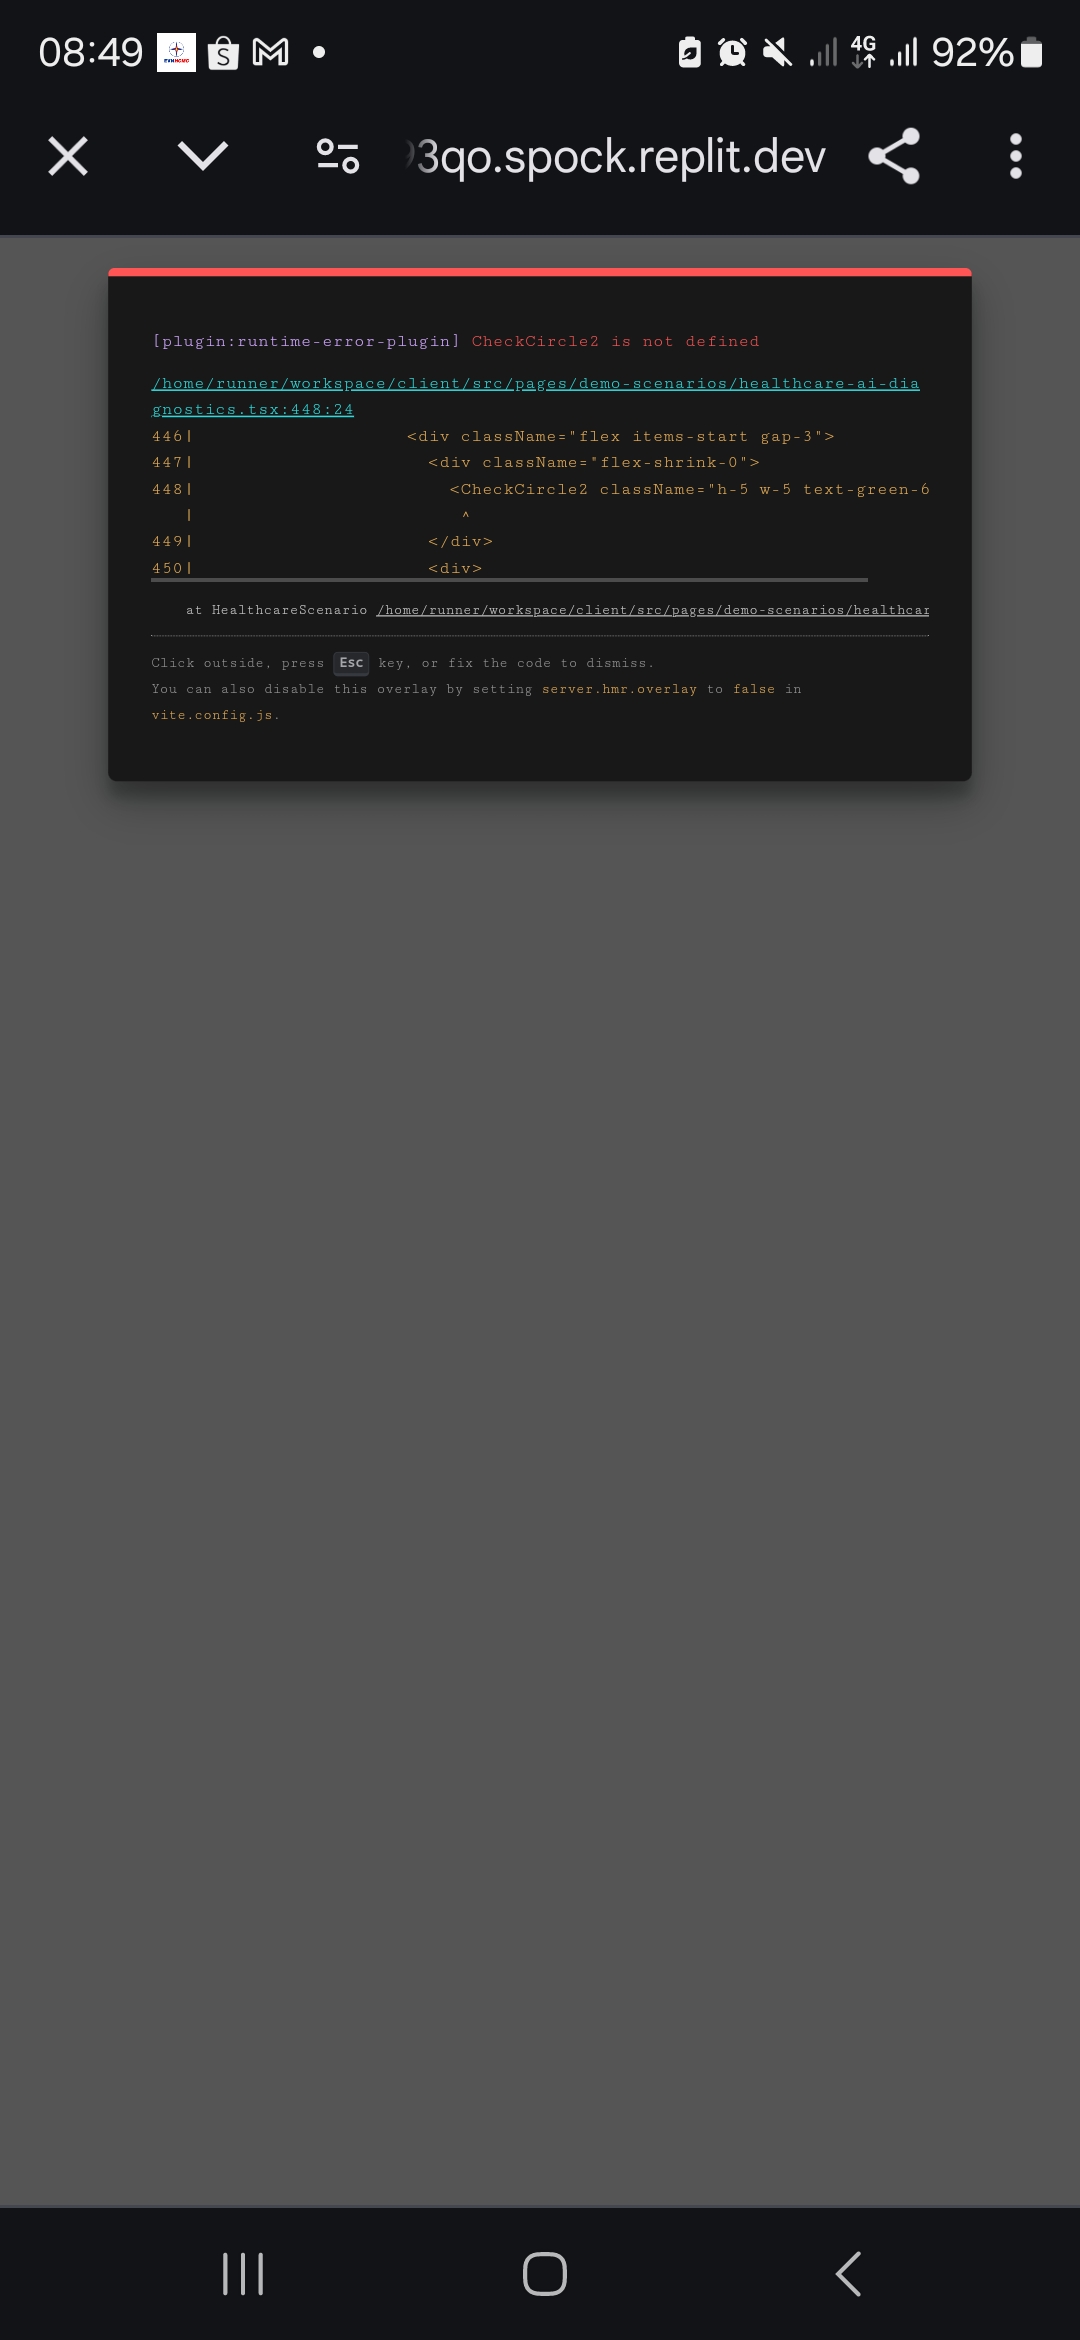 08:49
EVNHCMC
S
4G
92%
3qo.spock.replit.dev
[plugin:runtime-error-plugin] CheckCircle2 is not defined
/home/runner/workspace/client/src/pages/demo-scenarios/healthcare-ai-dia
gnostics.tsx:448:24
446| <div className="flex items-start gap-3">
447| <div className="flex-shrink-0">
448| <CheckCircle2 className="h-5 w-5 text-green-6
| ^
449| </div>
450| <div>
at HealthcareScenario /home/runner/workspace/client/src/pages/demo-scenarios/healthcar
Click outside, press Esc key, or fix the code to dismiss.
You can also disable this overlay by setting server.hmr.overlay to false in
vite.config.js.